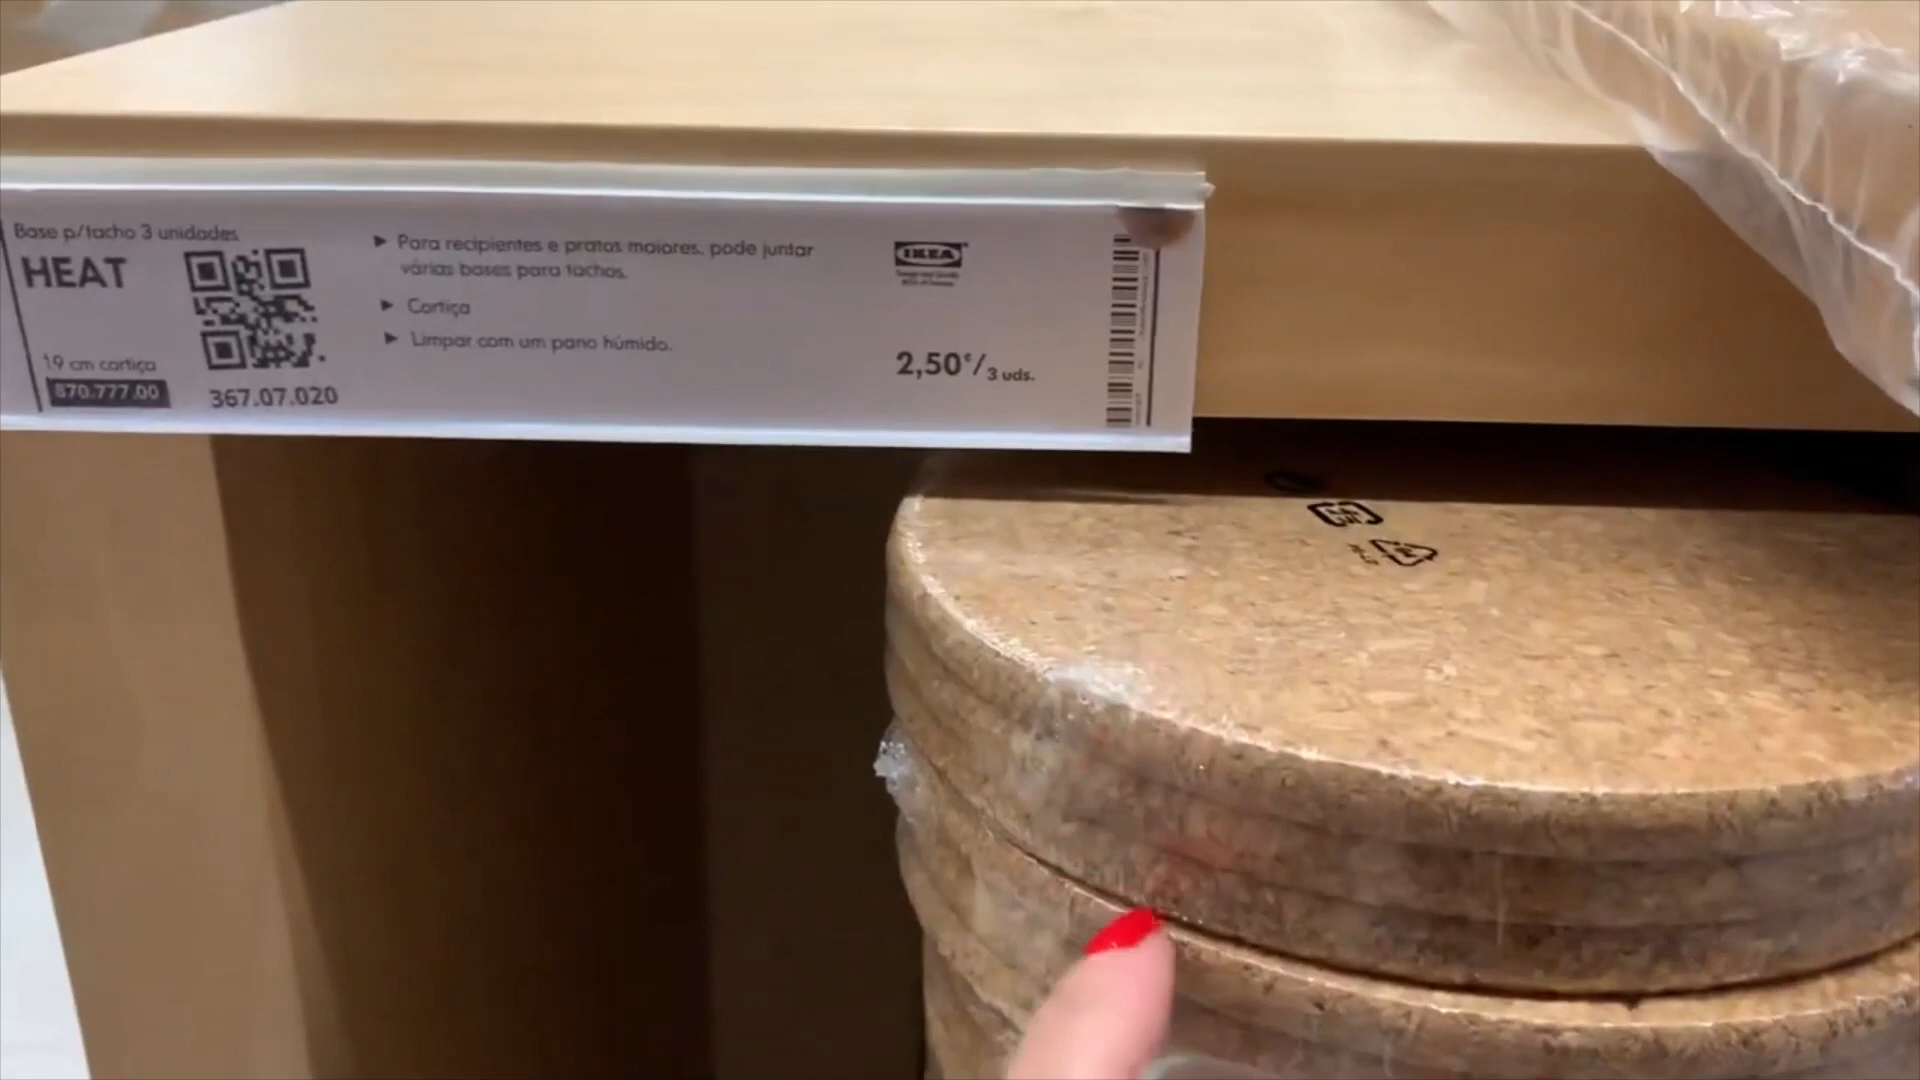 Base p/tacho 3 unidades
HEAT
19 cm cortiça
870.777.00
367.07.020
► Para recipientes e pratos maiores, pode juntar
várias bases para tachos.
► Cortiça
► Limpar com um pano húmido.
IKEA
2,50€/3 uds.